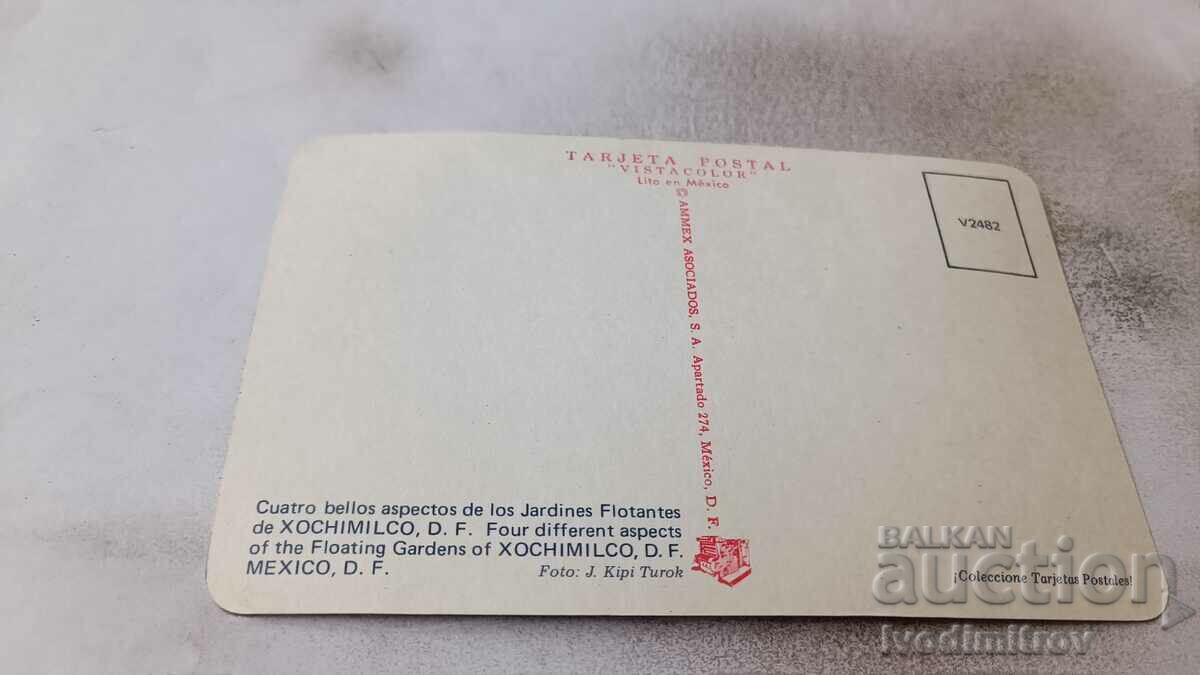 TARJETA POSTAL
"VISTACOLOR"
Lito en México
© AMMEX ASOCIADOS, S. A. Apartado 274, México, D. F.
V2482
Cuatro bellos aspectos de los Jardines Flotantes
de XOCHIMILCO, D. F. Four different aspects
of the Floating Gardens of XOCHIMILCO, D. F.
MEXICO, D. F.
Foto: J. Kipi Turok
¡Coleccione Tarjetas Postales!
BALKAN
auction
ivodimitrov